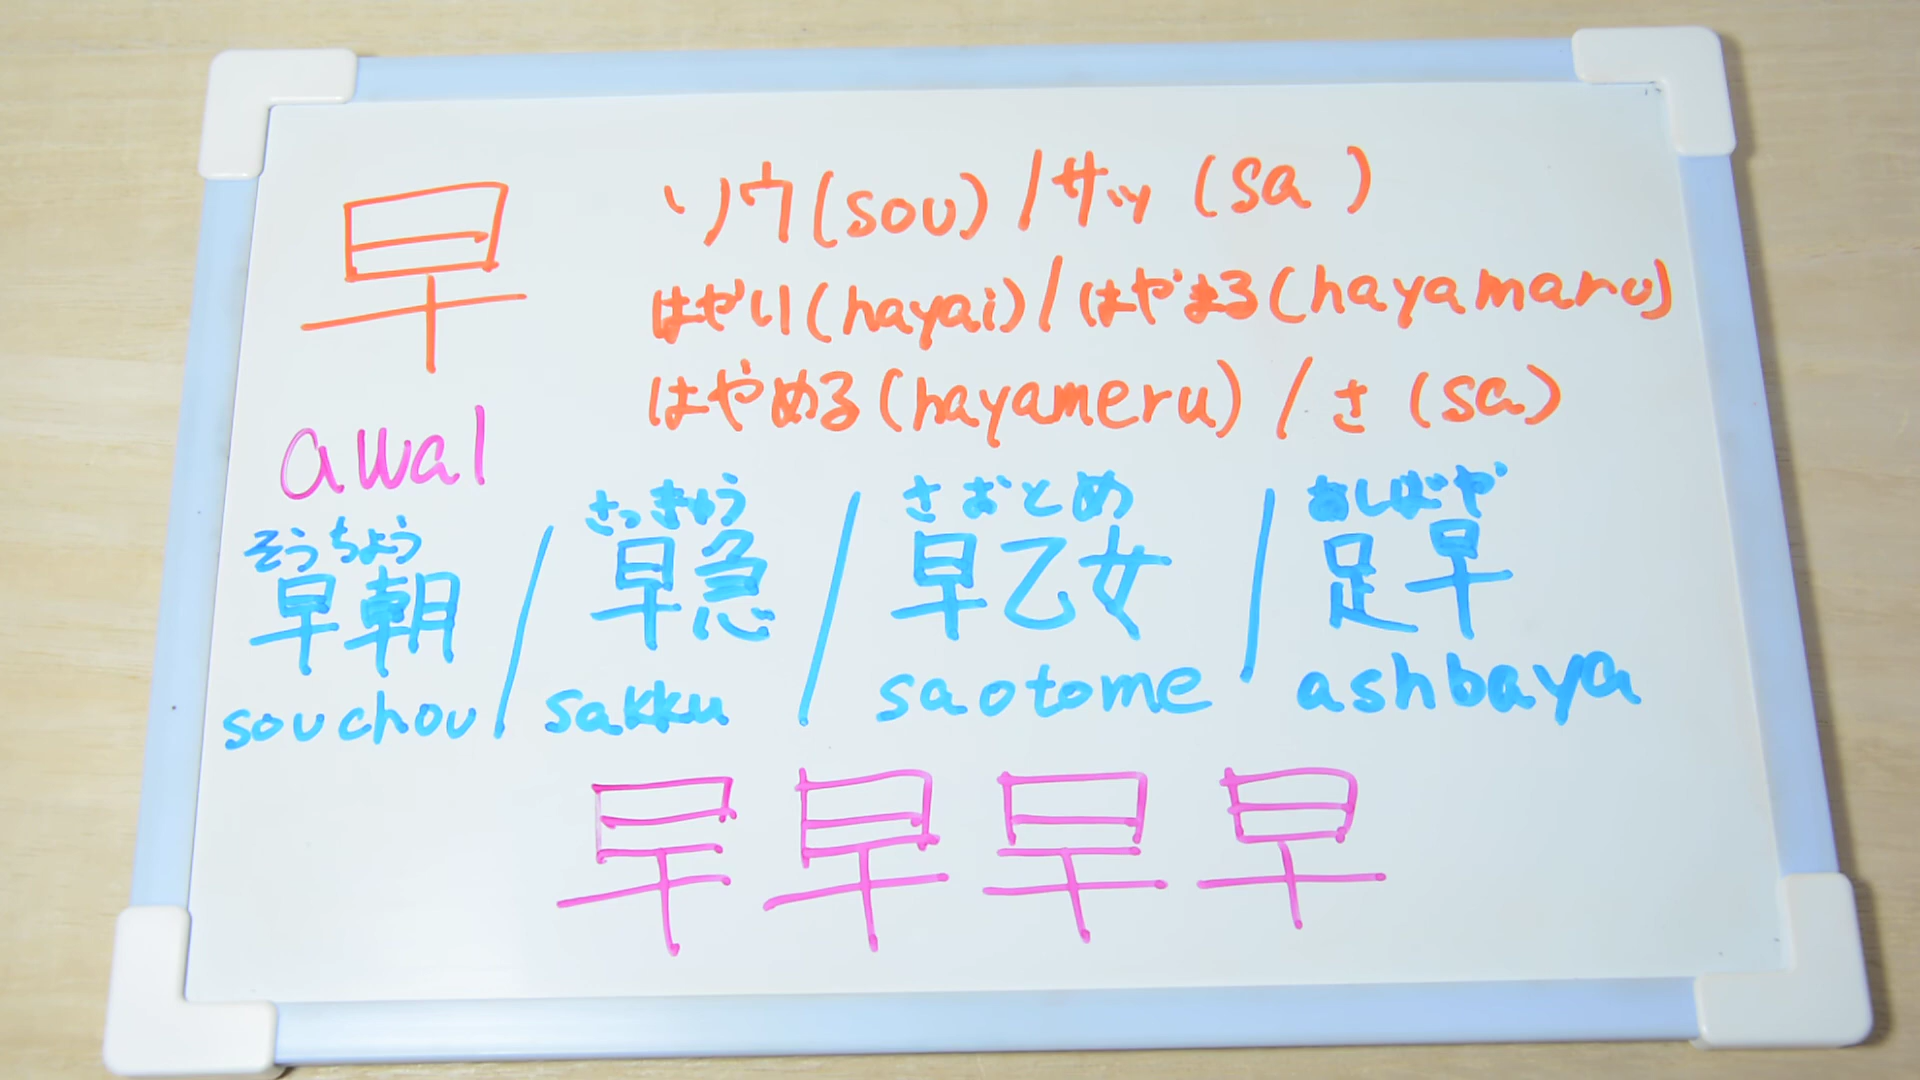 早
ソウ(sou)/サッ(sa )
はやい(hayai)/はやまる(hayamaru)
はやめる(hayameru)/さ(sa)
awal
そうちょう さっきゅう / さおとめ あしばや
早朝/早急/早乙女/足早
souchou/sakku/saotome/ashbaya
早早早早